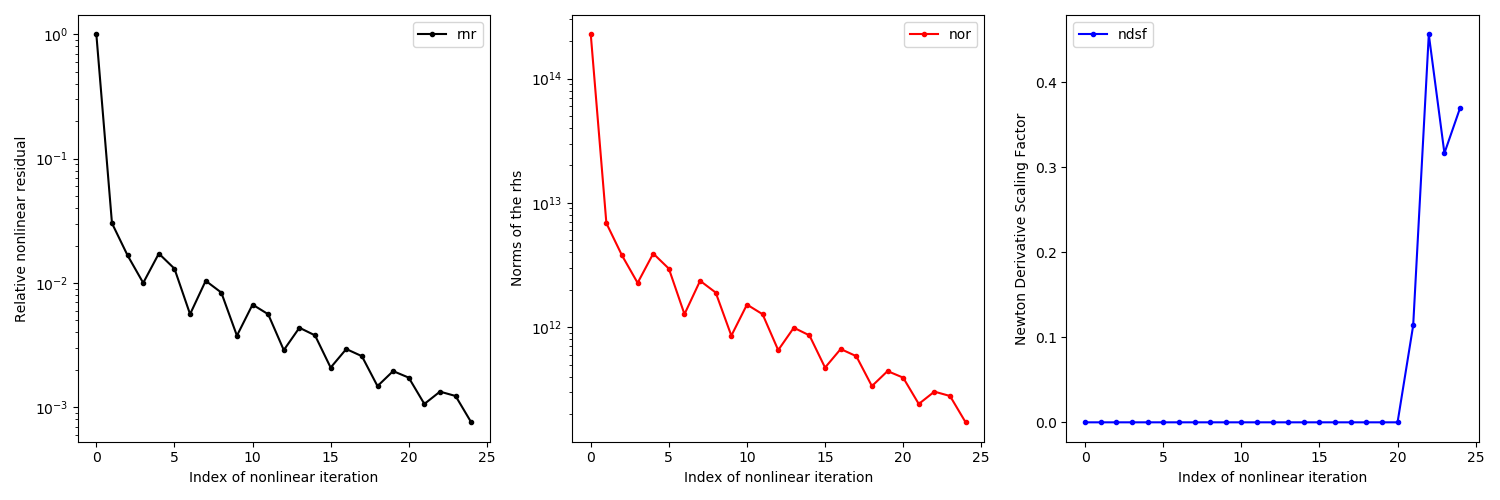 Relative nonlinear residual
10⁰
10⁻¹
10⁻²
10⁻³
rnr
0 5 10 15 20 25
Index of nonlinear iteration
Norms of the rhs
10¹⁴
10¹³
10¹²
nor
0 5 10 15 20 25
Index of nonlinear iteration
Newton Derivative Scaling Factor
0.4
0.3
0.2
0.1
0.0
ndsf
0 5 10 15 20 25
Index of nonlinear iteration